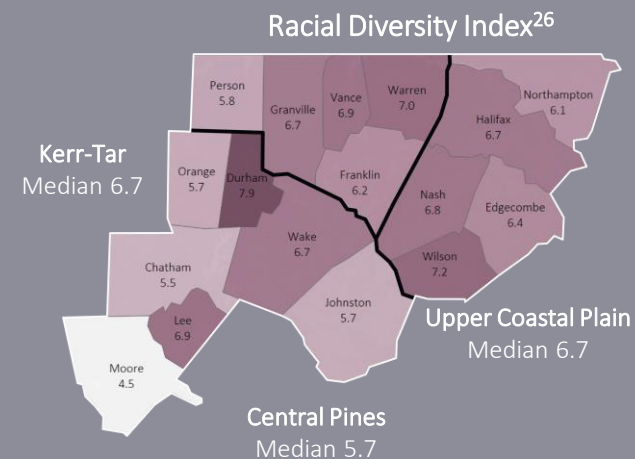 Racial Diversity Index26
Person
5.8
Granville
6.7
Vance
6.9
Warren
7.0
Northampton
6.1
Halifax
6.7
Kerr-Tar
Median 6.7
Orange
5.7
Durham
7.9
Franklin
6.2
Nash
6.8
Edgecombe
6.4
Wake
6.7
Wilson
7.2
Chatham
5.5
Johnston
5.7
Lee
6.9
Upper Coastal Plain
Median 6.7
Moore
4.5
Central Pines
Median 5.7